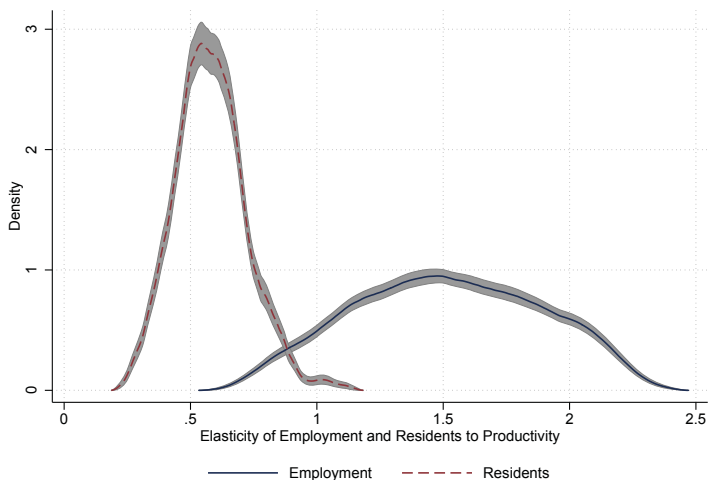 3
2
1
0
Density
0 .5 1 1.5 2 2.5
Elasticity of Employment and Residents to Productivity
Employment Residents